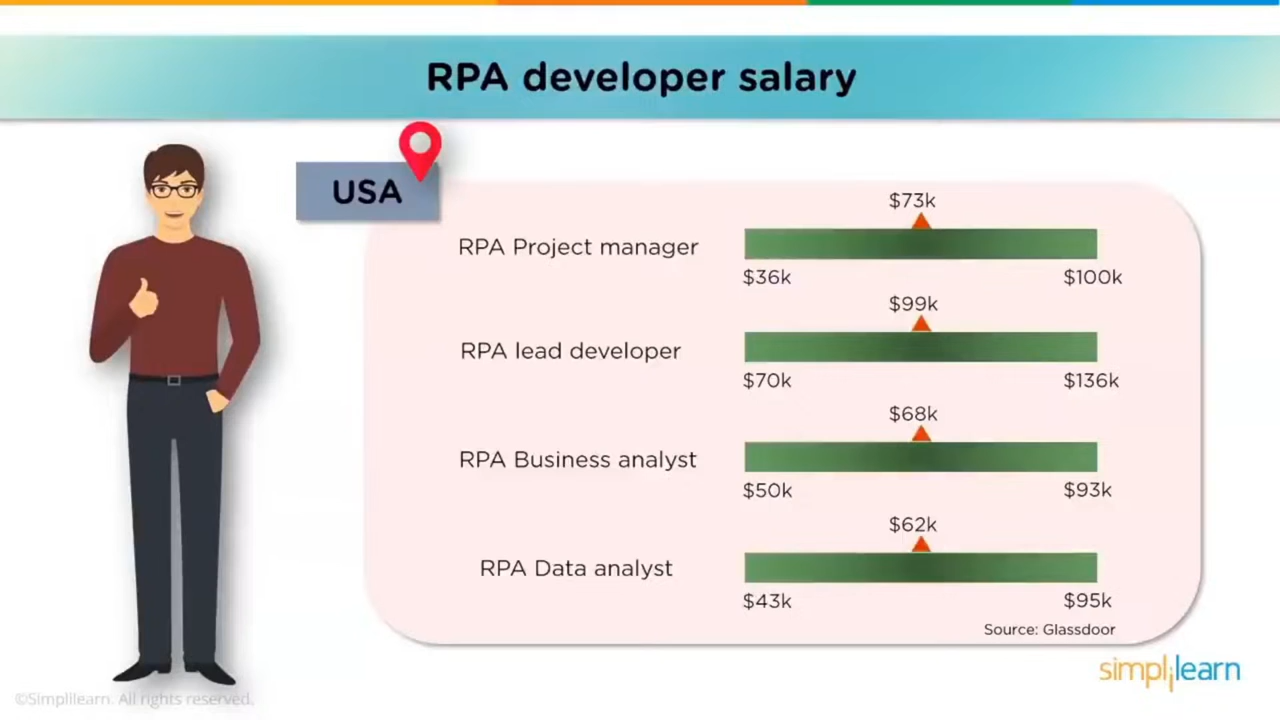 RPA developer salary
USA
$73k
RPA Project manager
$36k
$100k
$99k
RPA lead developer
$70k
$136k
$68k
RPA Business analyst
$50k
$93k
$62k
RPA Data analyst
$43k
$95k
Source: Glassdoor
simplilearn
©Simplilearn. All rights reserved.